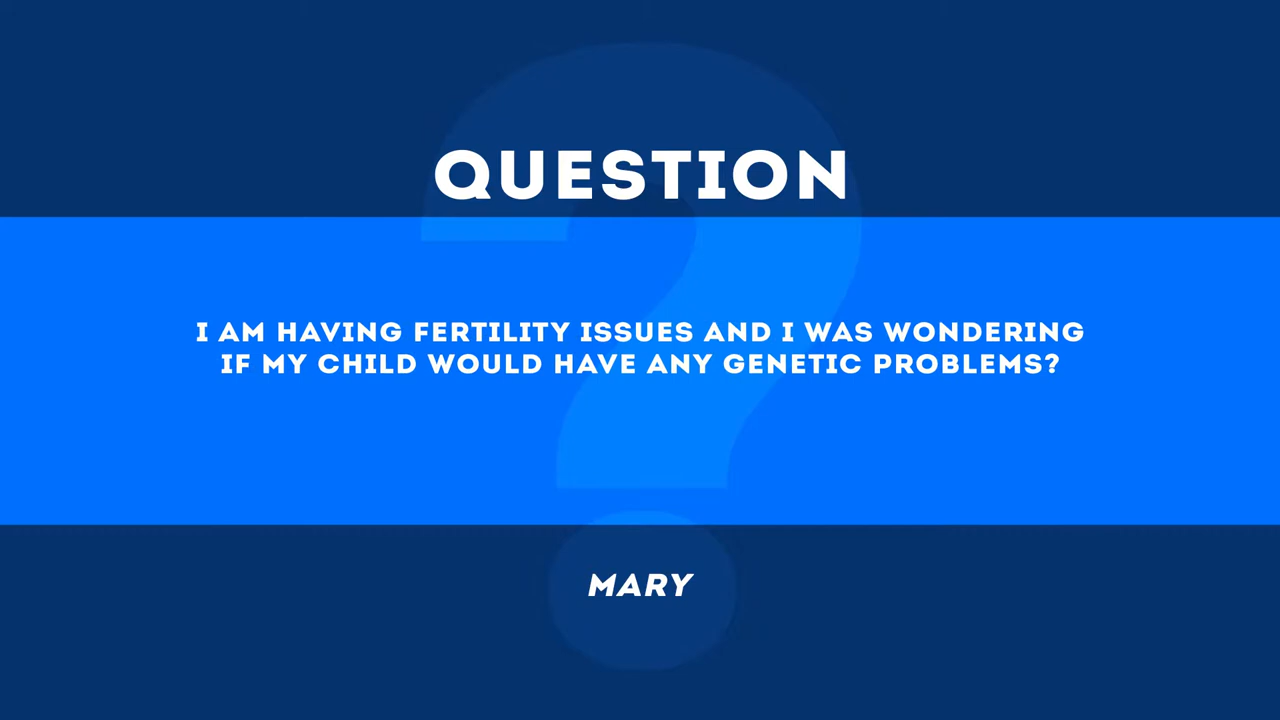 QUESTION
I AM HAVING FERTILITY ISSUES AND I WAS WONDERING
IF MY CHILD WOULD HAVE ANY GENETIC PROBLEMS?
MARY